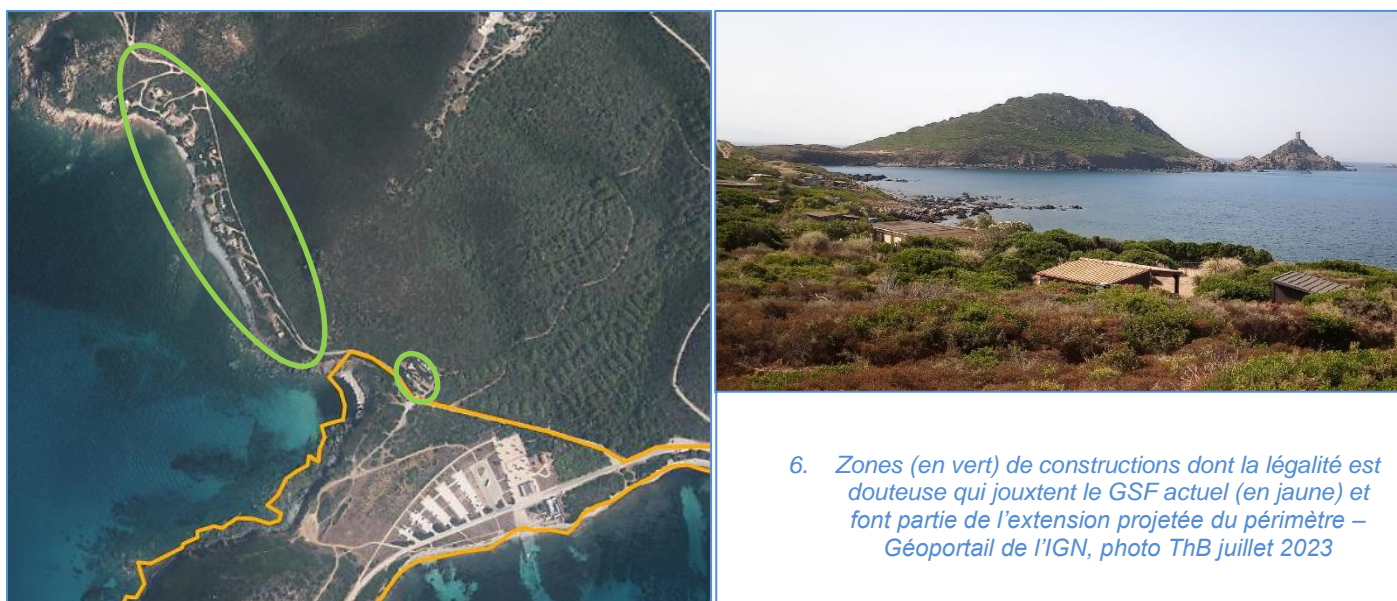 6. Zones (en vert) de constructions dont la légalité est
douteuse qui jouxtent le GSF actuel (en jaune) et
font partie de l’extension projetée du périmètre –
Géoportail de l’IGN, photo ThB juillet 2023